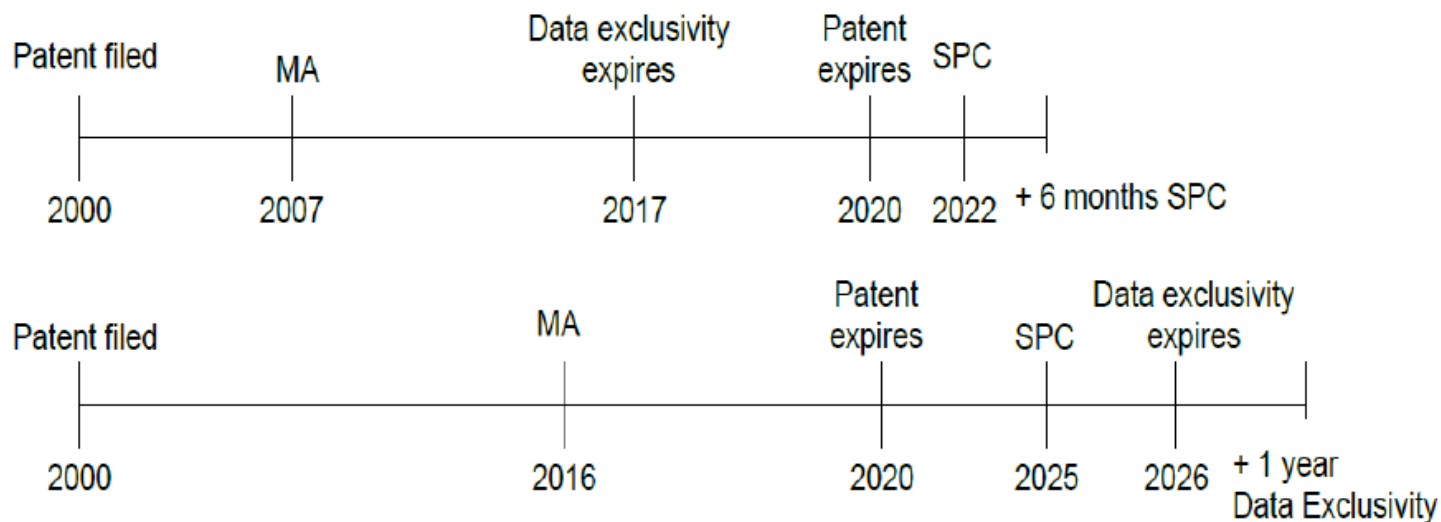 Patent filed
MA
Data exclusivity
expires
Patent
expires
SPC
2000
2007
2017
2020
2022
+ 6 months SPC
Patent filed
MA
Patent
expires
SPC
Data exclusivity
expires
2000
2016
2020
2025
2026
+ 1 year
Data Exclusivity